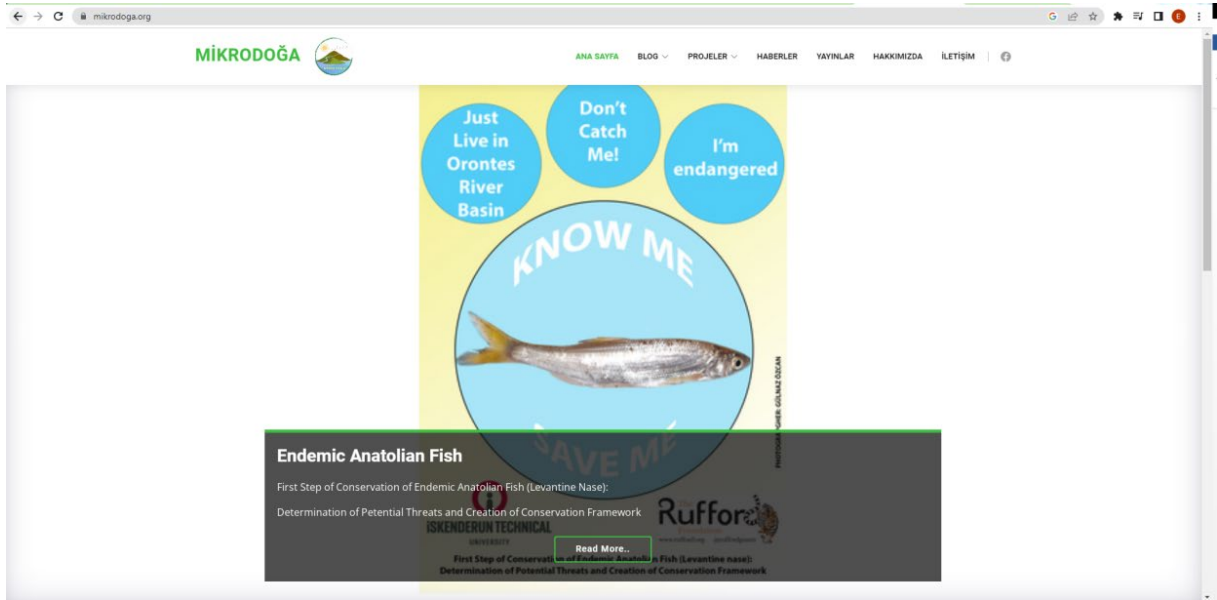 mikrodoga.org
MİKRODOĞA
ANA SAYFA BLOG PROJELER HABERLER YAYINLAR HAKKIMIZDA İLETİŞİM
Just
Live in
Orontes
River
Basin
Don't
Catch
Me!
I'm
endangered
KNOW ME
SAVE ME
PHOTOGRAPGHER: GÜLNAZ ÖZCAN
Endemic Anatolian Fish
First Step of Conservation of Endemic Anatolian Fish (Levantine Nase):
Determination of Petential Threats and Creation of Conservation Framework
İSKENDERUN TECHNICAL
UNIVERSITY
Rufford
Read More..
First Step of Conservation of Endemic Anatolian Fish (Levantine nase):
Determination of Potential Threats and Creation of Conservation Framework